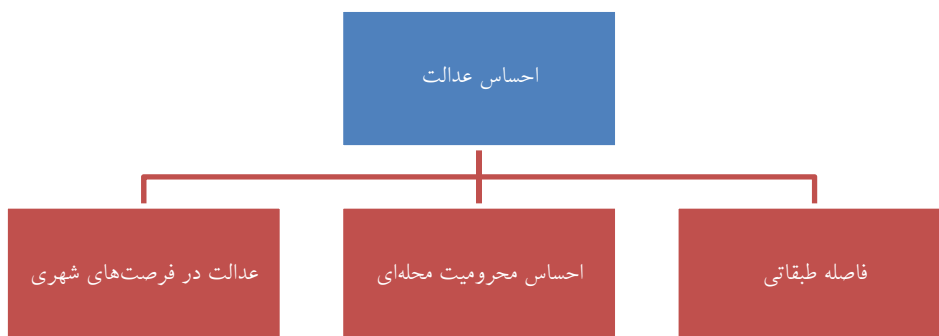 احساس عدالت
فاصله طبقاتی
احساس محرومیت محله‌ای
عدالت در فرصت‌های شهری